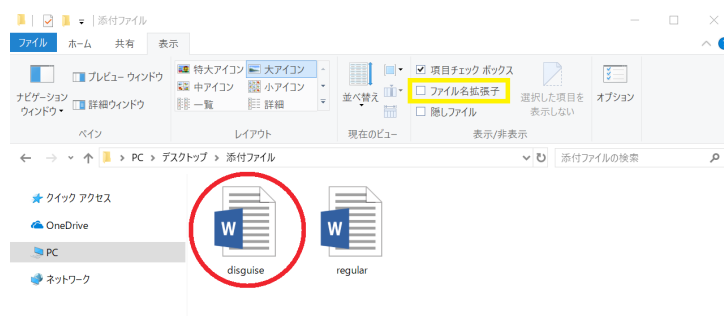 添付ファイル
ファイル ホーム 共有 表示
プレビュー ウィンドウ
詳細ウィンドウ
ナビゲーション
ウィンドウ
ペイン
特大アイコン 大アイコン
中アイコン 小アイコン
一覧 詳細
レイアウト
並べ替え
現在のビュー
項目チェック ボックス
ファイル名拡張子
隠しファイル
選択した項目を
表示しない
表示/非表示
オプション
PC > デスクトップ > 添付ファイル
添付ファイルの検索
クイック アクセス
OneDrive
PC
ネットワーク
W
disguise
W
regular